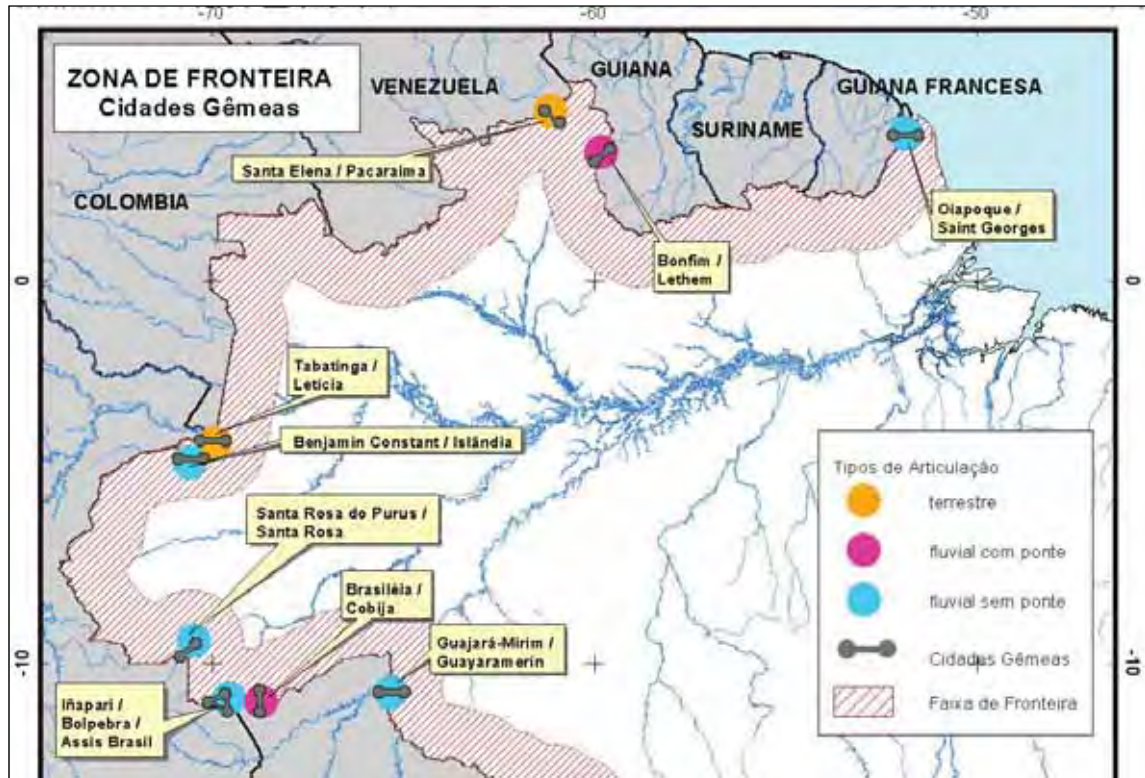 -70
-60
-50
ZONA DE FRONTEIRA
Cidades Gêmeas
VENEZUELA
GUIANA
GUIANA FRANCESA
SURINAME
COLOMBIA
Santa Elena / Pacaraima
Oiapoque /
Saint Georges
Bonfim /
Lethem
0
0
Tabatinga /
Letícia
Benjamin Constant / Islândia
Santa Rosa do Purus /
Santa Rosa
Brasiléia /
Cobija
Guajará-Mirim /
Guayaramerin
Iñapari /
Bolpebra /
Assis Brasil
-10
-10
Tipos de Articulação
terrestre
fluvial com ponte
fluvial sem ponte
Cidades Gêmeas
Faixa de Fronteira